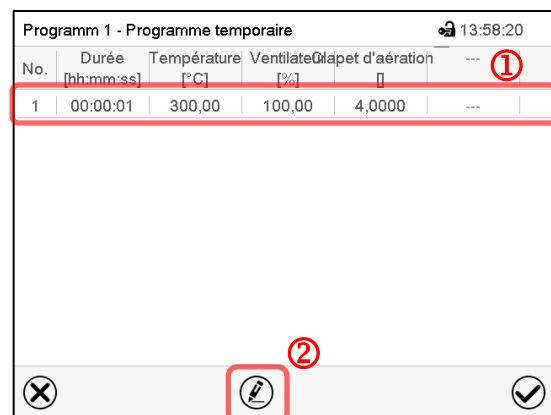 Programm 1 - Programme temporaire 13:58:20
No. Durée [hh:mm:ss] Température [°C] Ventilateur [%] Clapet d'aération [] ---
①
1 00:00:01 300,00 100,00 4,0000 ---
②